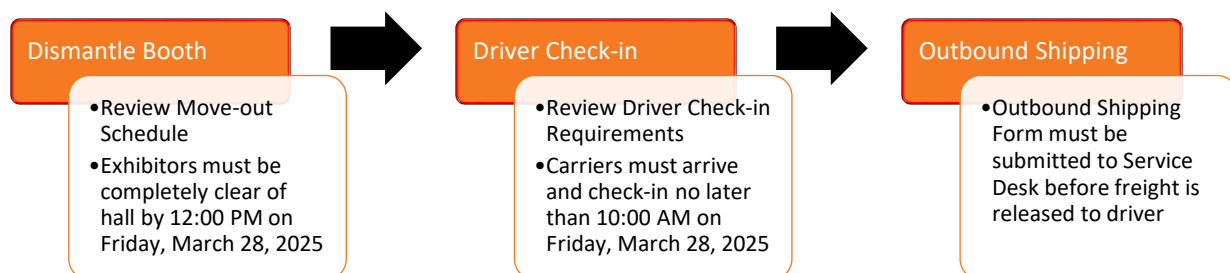 Dismantle Booth
•Review Move-out
Schedule
•Exhibitors must be
completely clear of
hall by 12:00 PM on
Friday, March 28, 2025
Driver Check-in
•Review Driver Check-in
Requirements
•Carriers must arrive
and check-in no later
than 10:00 AM on
Friday, March 28, 2025
Outbound Shipping
•Outbound Shipping
Form must be
submitted to Service
Desk before freight is
released to driver